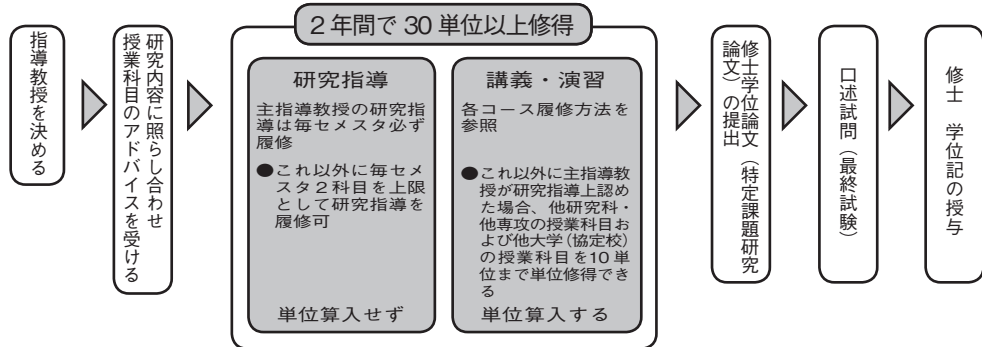 指導教授を決める
研究内容に照らし合わせ
授業科目のアドバイスを受ける
2年間で30単位以上修得
研究指導
主指導教授の研究指
導は毎セメスタ必ず
履修
●これ以外に毎セメ
スタ2科目を上限
として研究指導を
履修可
単位算入せず
講義・演習
各コース履修方法を
参照
●これ以外に主指導教
授が研究指導上認め
た場合、他研究科・
他専攻の授業科目お
よび他大学(協定校)
の授業科目を10単
位まで単位修得でき
る
単位算入する
修士学位論文(特定課題研究
論文)の提出
口述試問(最終試験)
修士 学位記の授与